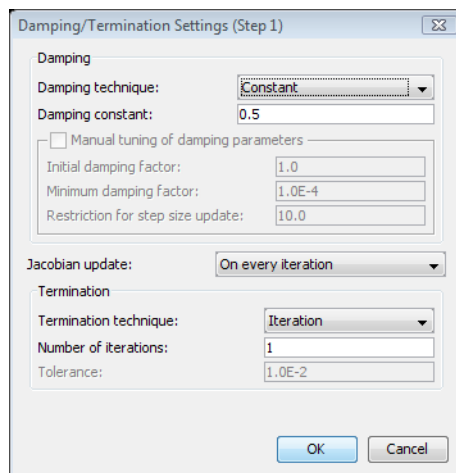 Damping/Termination Settings (Step 1)
Damping
Damping technique: Constant
Damping constant: 0.5
Manual tuning of damping parameters
Initial damping factor: 1.0
Minimum damping factor: 1.0E-4
Restriction for step size update: 10.0
Jacobian update: On every iteration
Termination
Termination technique: Iteration
Number of iterations: 1
Tolerance: 1.0E-2
OK Cancel